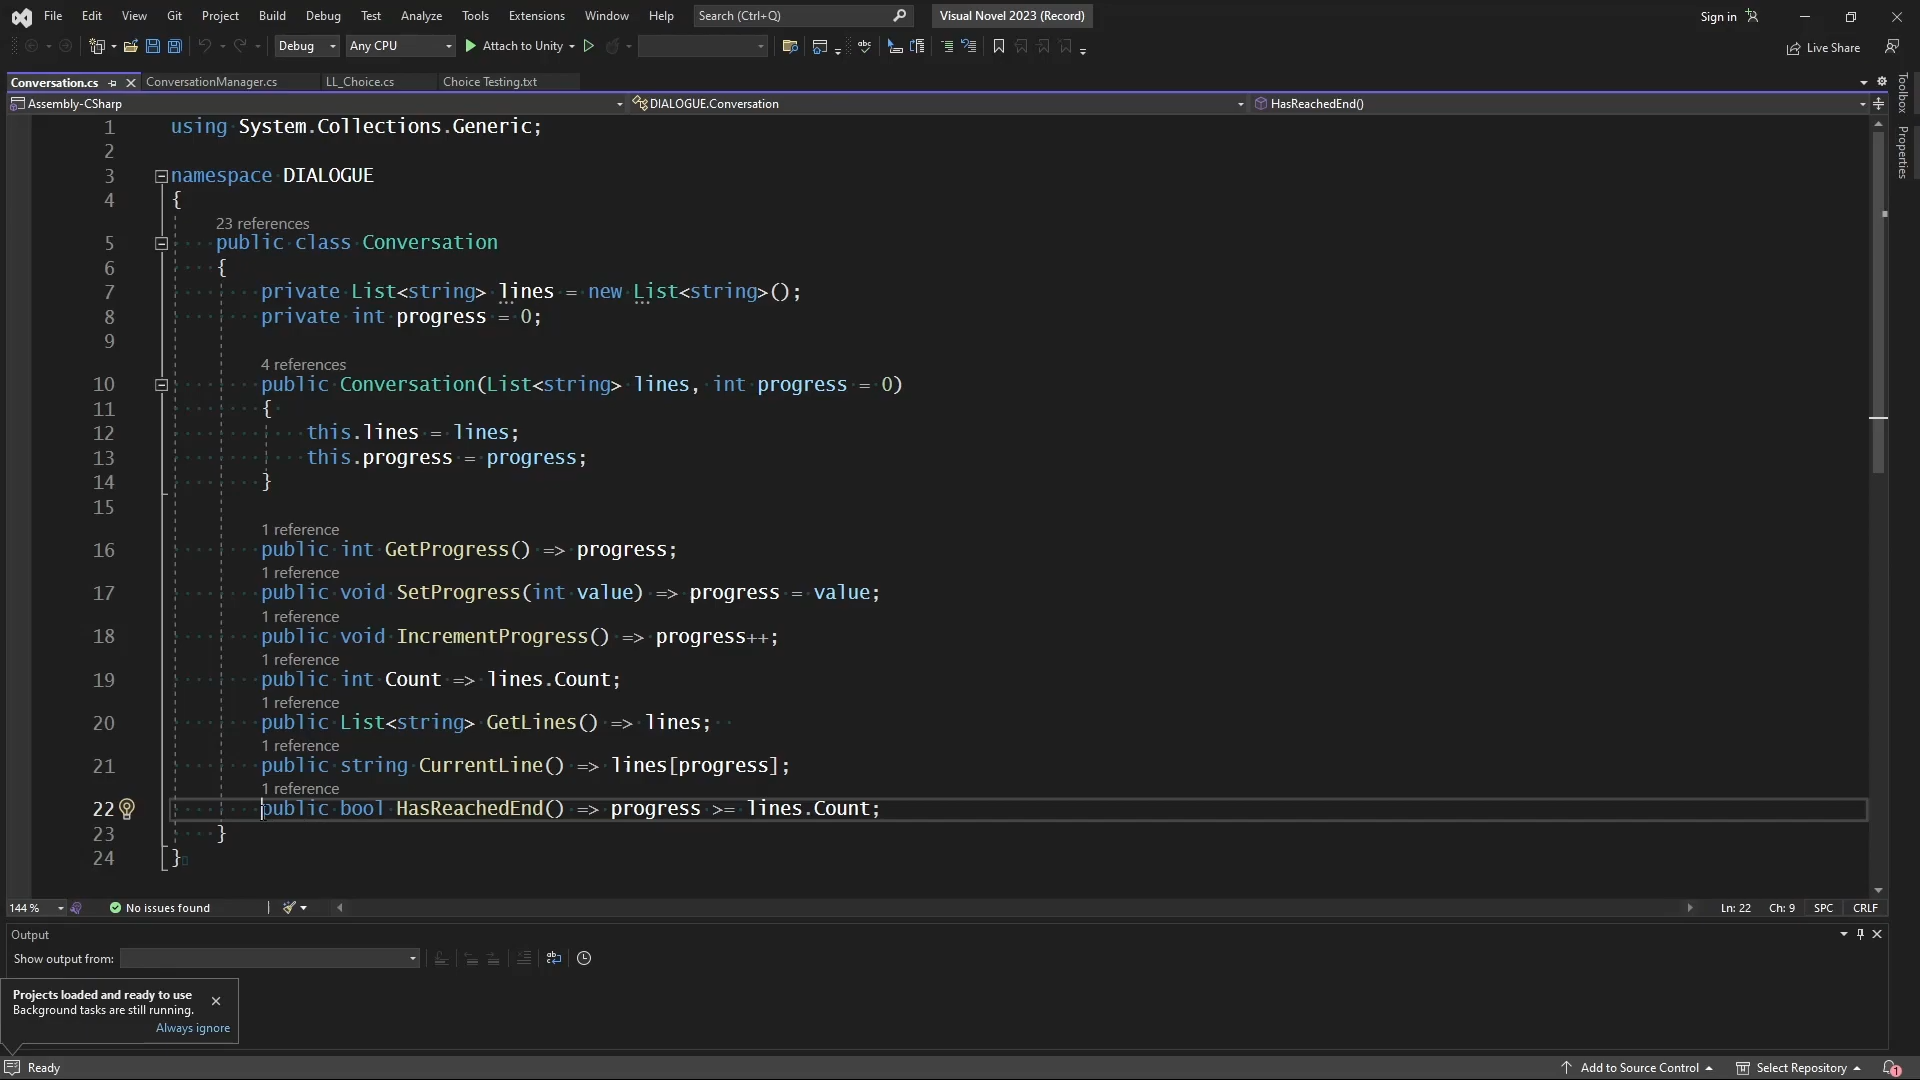 File Edit View Git Project Build Debug Test Analyze Tools Extensions Window Help Search (Ctrl+Q) Visual Novel 2023 (Record) Sign in
Debug Any CPU Attach to Unity Live Share
Conversation.cs ConversationManager.cs LL_Choice.cs Choice Testing.txt
Assembly-CSharp DIALOGUE.Conversation HasReachedEnd()
Toolbox
Properties
1 using System.Collections.Generic;
2
3 namespace DIALOGUE
4 {
23 references
5 public class Conversation
6 {
7 private List<string> lines = new List<string>();
8 private int progress = 0;
9
4 references
10 public Conversation(List<string> lines, int progress = 0)
11 {
12 this.lines = lines;
13 this.progress = progress;
14 }
15
1 reference
16 public int GetProgress() => progress;
1 reference
17 public void SetProgress(int value) => progress = value;
1 reference
18 public void IncrementProgress() => progress++;
1 reference
19 public int Count => lines.Count;
1 reference
20 public List<string> GetLines() => lines;
1 reference
21 public string CurrentLine() => lines[progress];
1 reference
22 public bool HasReachedEnd() => progress >= lines.Count;
23 }
24 }
144 % No issues found Ln: 22 Ch: 9 SPC CRLF
Output
Show output from:
Projects loaded and ready to use
Background tasks are still running.
Always ignore
Ready Add to Source Control Select Repository 1